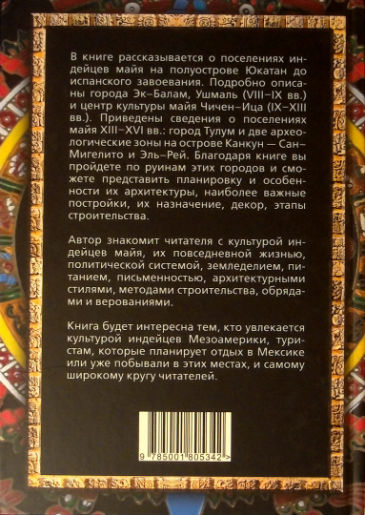 В книге рассказывается о поселениях ин-
дейцев майя на полуострове Юкатан до
испанского завоевания. Подробно описа-
ны города Эк–Балам, Ушмаль (VIII–IX вв.)
и центр культуры майя Чичен–Ица (IX–XIII
вв.). Приведены сведения о поселениях
майя XIII–XVI вв.: город Тулум и две архео-
логические зоны на острове Канкун — Сан–
Мигелито и Эль–Рей. Благодаря книге вы
пройдете по руинам этих городов и смо-
жете представить планировку и особен-
ности их архитектуры, наиболее важные
постройки, их назначение, декор, этапы
строительства.
Автор знакомит читателя с культурой ин-
дейцев майя, их повседневной жизнью,
политической системой, земледелием, пи-
танием, письменностью, архитектурными
стилями, методами строительства, обряда-
ми и верованиями.
Книга будет интересна тем, кто увлекается
культурой индейцев Мезоамерики, тури-
стам, которые планирует отдых в Мексике
или уже побывали в этих местах, и самому
широкому кругу читателей.
9 785001 805342 >